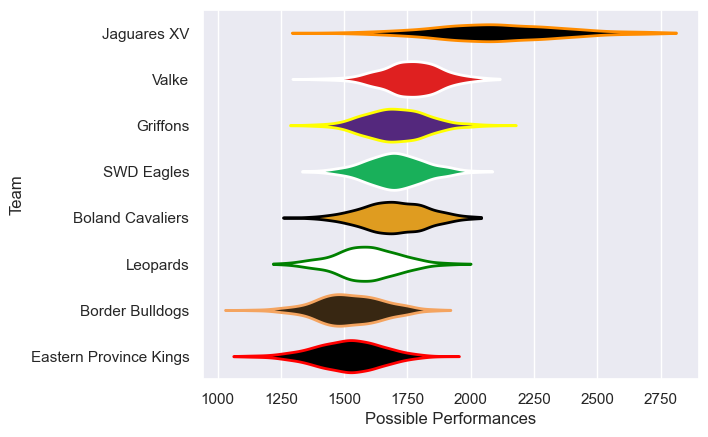 Jaguares XV
Valke
Griffons
SWD Eagles
Boland Cavaliers
Leopards
Border Bulldogs
Eastern Province Kings
Team
1000 1250 1500 1750 2000 2250 2500 2750
Possible Performances